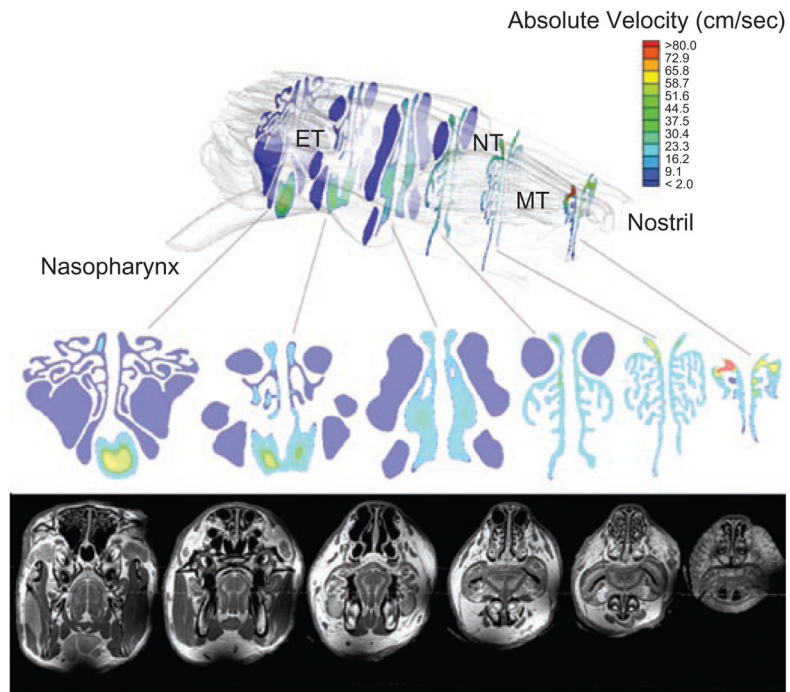 Absolute Velocity (cm/sec)
>80.0
72.9
65.8
58.7
51.6
44.5
37.5
30.4
23.3
16.2
9.1
< 2.0
ET
NT
MT
Nostril
Nasopharynx